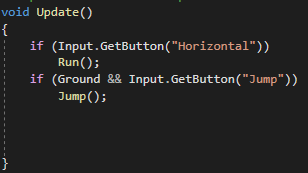 void Update()
{
    if (Input.GetButton("Horizontal"))
        Run();
    if (Ground && Input.GetButton("Jump"))
        Jump();
}